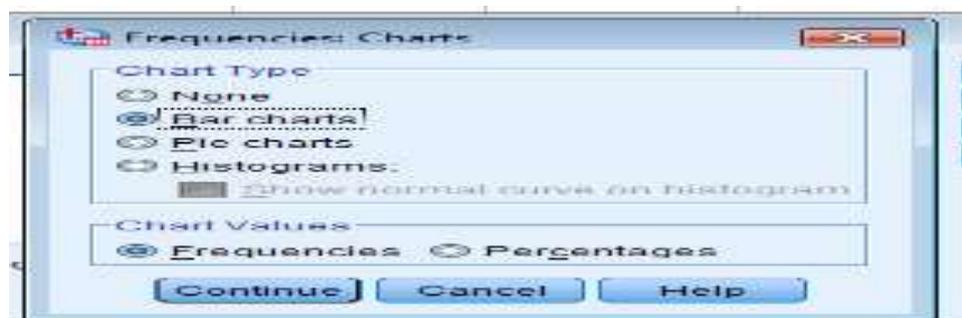 Frequencies: Charts
Chart Type
None
Bar charts
Pie charts
Histograms:
Show normal curve on histogram
Chart Values
Frequencies Percentages
Continue Cancel Help